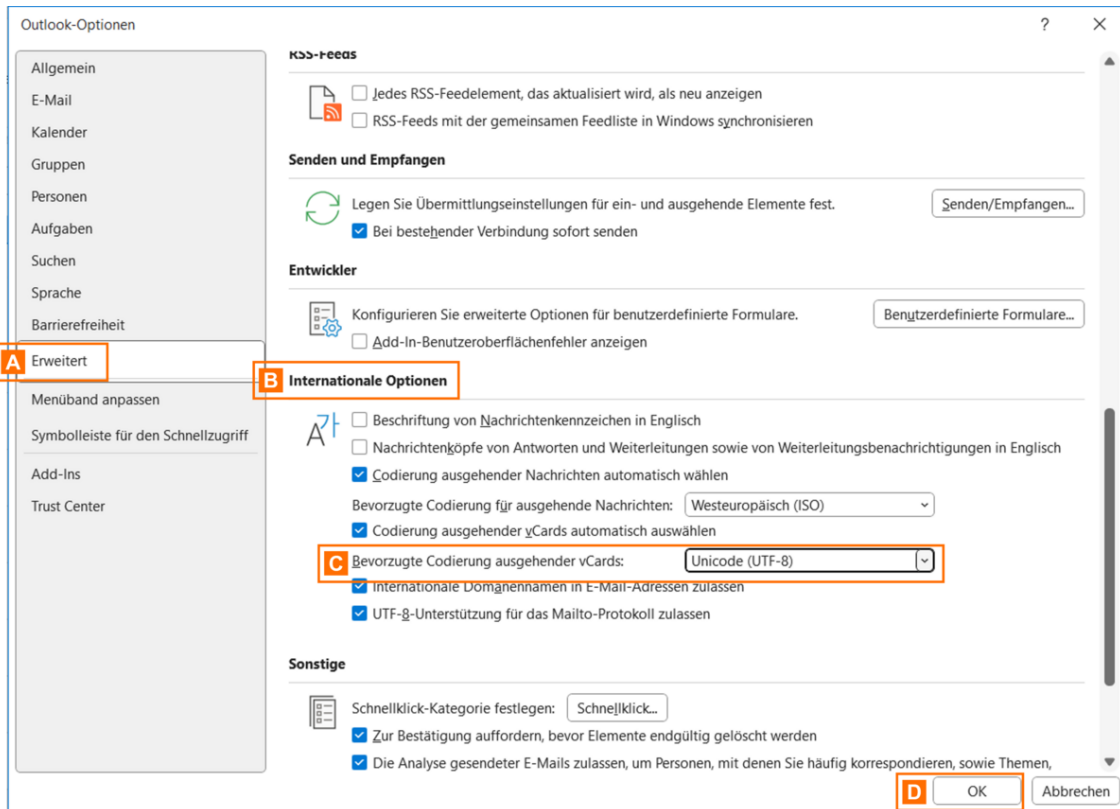 Outlook-Optionen
?
Allgemein
E-Mail
Kalender
Gruppen
Personen
Aufgaben
Suchen
Sprache
Barrierefreiheit
A Erweitert
Menüband anpassen
Symbolleiste für den Schnellzugriff
Add-Ins
Trust Center
RSS-Feeds
Jedes RSS-Feedelement, das aktualisiert wird, als neu anzeigen
RSS-Feeds mit der gemeinsamen Feedliste in Windows synchronisieren
Senden und Empfangen
Legen Sie Übermittlungseinstellungen für ein- und ausgehende Elemente fest. Senden/Empfangen...
Bei bestehender Verbindung sofort senden
Entwickler
Konfigurieren Sie erweiterte Optionen für benutzerdefinierte Formulare. Benutzerdefinierte Formulare...
Add-In-Benutzeroberflächenfehler anzeigen
B Internationale Optionen
A가
Beschriftung von Nachrichtenkennzeichen in Englisch
Nachrichtenköpfe von Antworten und Weiterleitungen sowie von Weiterleitungsbenachrichtigungen in Englisch
Codierung ausgehender Nachrichten automatisch wählen
Bevorzugte Codierung für ausgehende Nachrichten: Westeuropäisch (ISO)
Codierung ausgehender vCards automatisch auswählen
C Bevorzugte Codierung ausgehender vCards: Unicode (UTF-8)
Internationale Domänennamen in E-Mail-Adressen zulassen
UTF-8-Unterstützung für das Mailto-Protokoll zulassen
Sonstige
Schnellklick-Kategorie festlegen: Schnellklick...
Zur Bestätigung auffordern, bevor Elemente endgültig gelöscht werden
Die Analyse gesendeter E-Mails zulassen, um Personen, mit denen Sie häufig korrespondieren, sowie Themen,
D OK Abbrechen